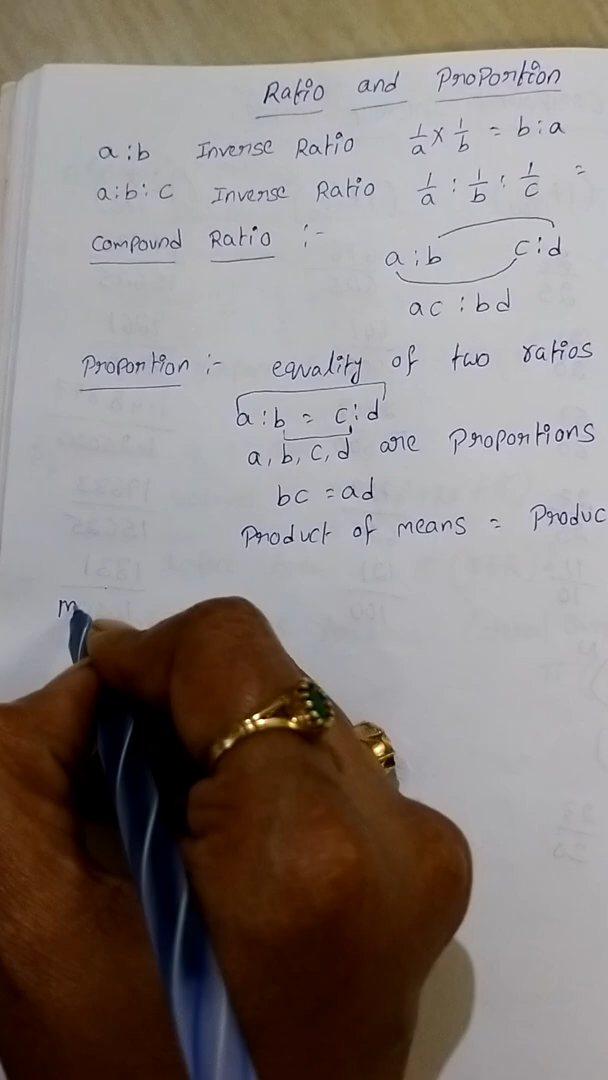 Ratio and Proportion
a:b Inverse Ratio 1/a × 1/b = b:a
a:b:c Inverse Ratio 1/a : 1/b : 1/c =
Compound Ratio :-
a:b c:d
ac : bd
Proportion :- equality of two ratios
a:b = c:d
a, b, c, d are Proportions
bc = ad
Product of means = Produc
m